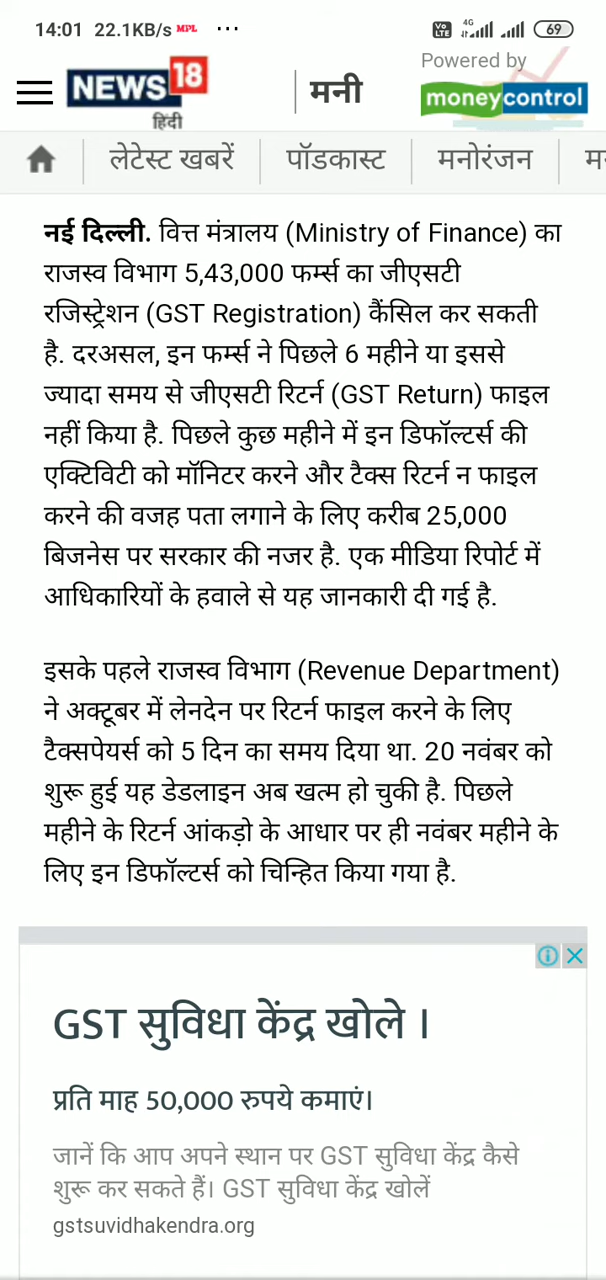 14:01 22.1KB/s MPL ... Vo LTE 4G 69
Powered by
NEWS 18
हिंदी
मनी
moneycontrol
लेटेस्ट खबरें पॉडकास्ट मनोरंजन म
नई दिल्ली. वित्त मंत्रालय (Ministry of Finance) का
राजस्व विभाग 5,43,000 फर्म्स का जीएसटी
रजिस्ट्रेशन (GST Registration) कैंसिल कर सकती
है. दरअसल, इन फर्म्स ने पिछले 6 महीने या इससे
ज्यादा समय से जीएसटी रिटर्न (GST Return) फाइल
नहीं किया है. पिछले कुछ महीने में इन डिफॉल्टर्स की
एक्टिविटी को मॉनिटर करने और टैक्स रिटर्न न फाइल
करने की वजह पता लगाने के लिए करीब 25,000
बिजनेस पर सरकार की नजर है. एक मीडिया रिपोर्ट में
आधिकारियों के हवाले से यह जानकारी दी गई है.
इसके पहले राजस्व विभाग (Revenue Department)
ने अक्टूबर में लेनदेन पर रिटर्न फाइल करने के लिए
टैक्सपेयर्स को 5 दिन का समय दिया था. 20 नवंबर को
शुरू हुई यह डेडलाइन अब खत्म हो चुकी है. पिछले
महीने के रिटर्न आंकड़ो के आधार पर ही नवंबर महीने के
लिए इन डिफॉल्टर्स को चिन्हित किया गया है.
GST सुविधा केंद्र खोले ।
प्रति माह 50,000 रुपये कमाएं।
जानें कि आप अपने स्थान पर GST सुविधा केंद्र कैसे
शुरू कर सकते हैं। GST सुविधा केंद्र खोलें
gstsuvidhakendra.org